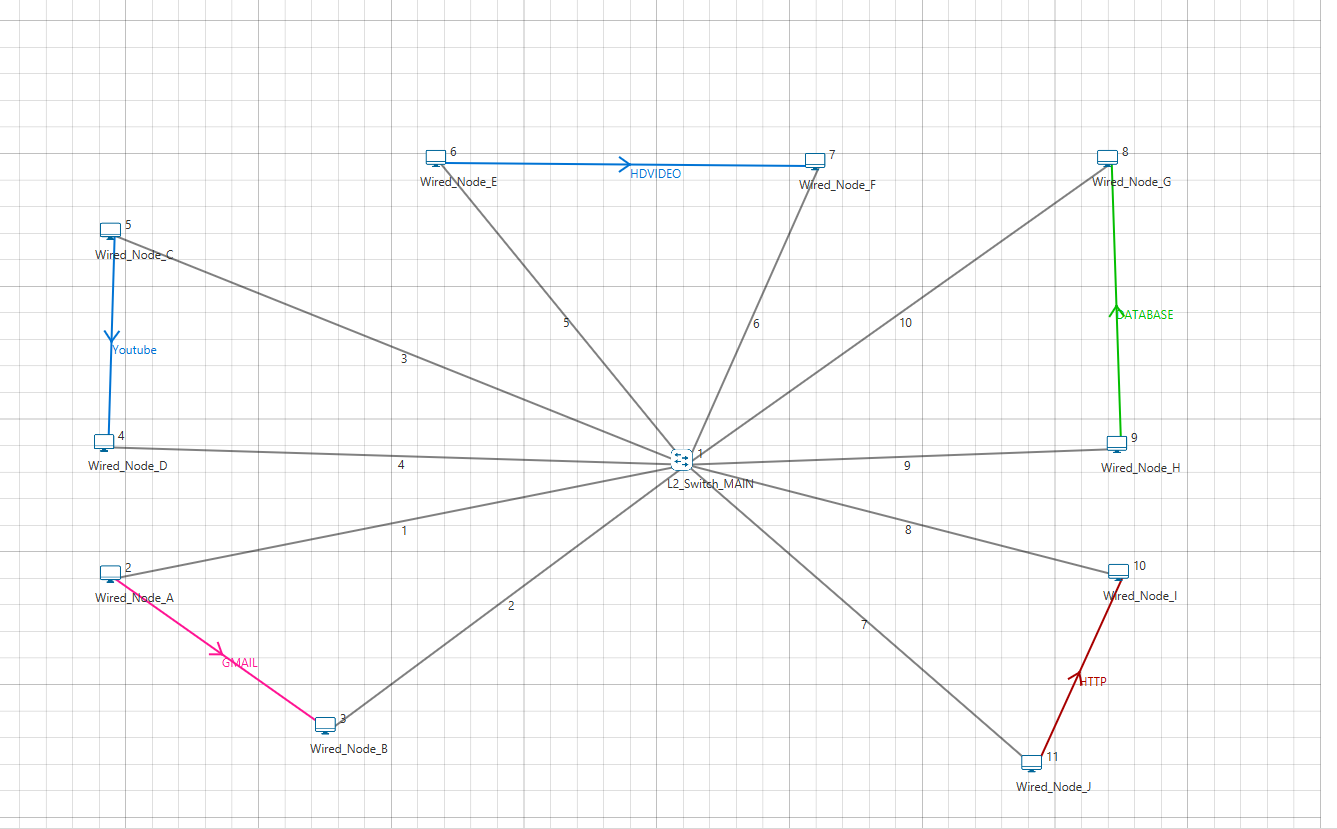 6
Wired_Node_E
HDVIDEO
7
Wired_Node_F
8
Wired_Node_G
5
Wired_Node_C
Youtube
DATABASE
5
6
10
3
4
Wired_Node_D
4
1
L2_Switch_MAIN
9
9
Wired_Node_H
1
8
2
Wired_Node_A
10
Wired_Node_I
2
7
GMAIL
HTTP
3
Wired_Node_B
11
Wired_Node_J